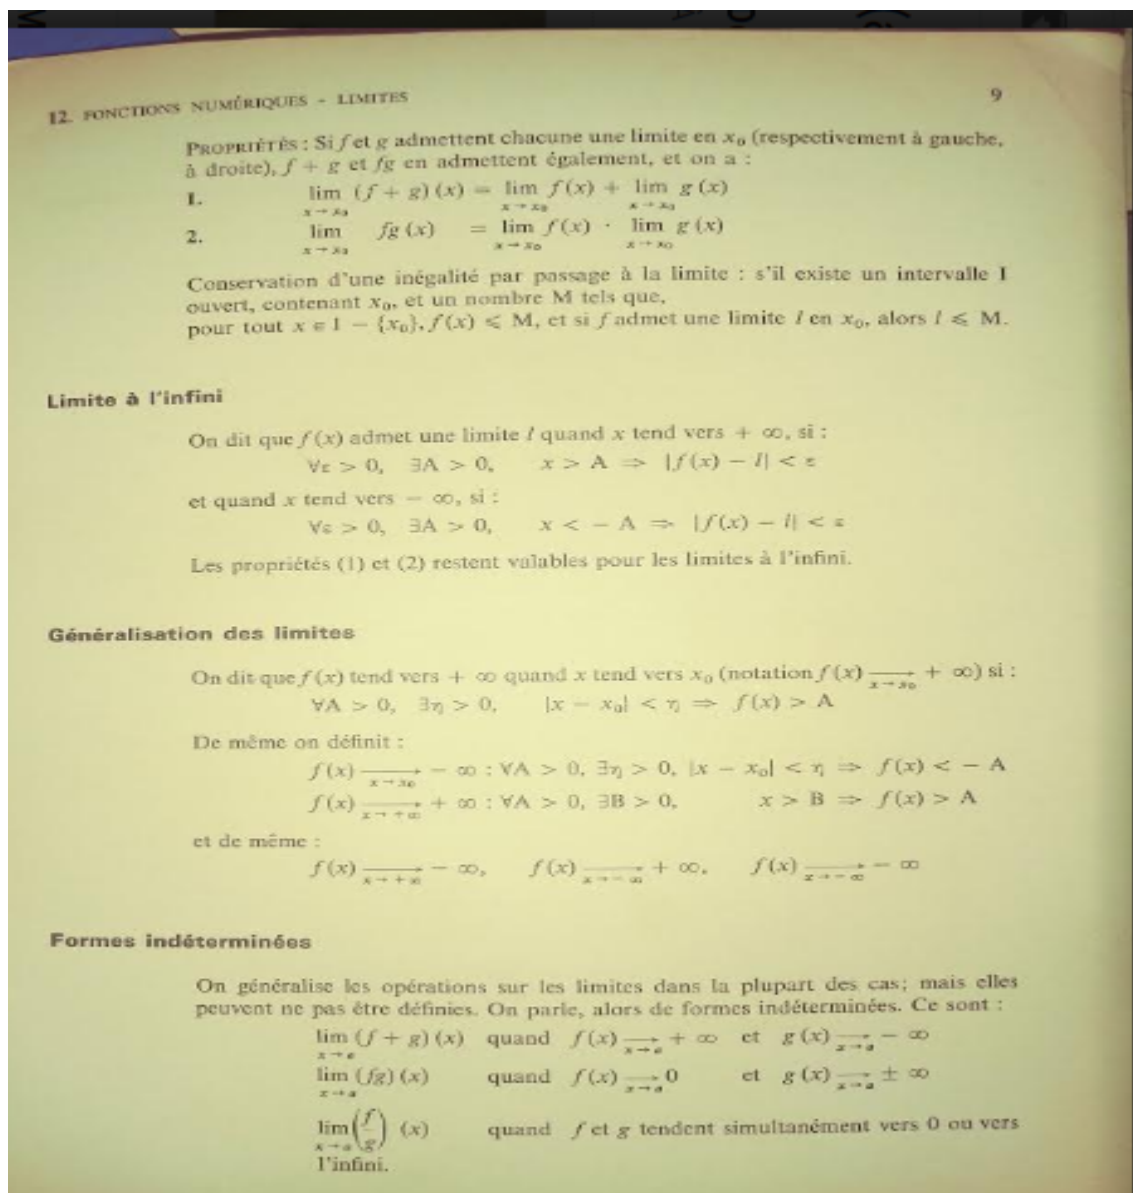 12. FONCTIONS NUMÉRIQUES - LIMITES 9
PROPRIÉTÉS : Si f et g admettent chacune une limite en x₀ (respectivement à gauche,
à droite), f + g et fg en admettent également, et on a :
1. lim (f + g) (x) = lim f (x) + lim g (x)
x → x₀ x → x₀ x → x₀
2. lim fg (x) = lim f (x) · lim g (x)
x → x₀ x → x₀ x → x₀
Conservation d'une inégalité par passage à la limite : s'il existe un intervalle I
ouvert, contenant x₀, et un nombre M tels que,
pour tout x ∈ I − {x₀}, f (x) ⩽ M, et si f admet une limite l en x₀, alors l ⩽ M.
Limite à l'infini
On dit que f (x) admet une limite l quand x tend vers + ∞, si :
∀ε > 0, ∃A > 0, x > A ⇒ |f (x) − l| < ε
et quand x tend vers − ∞, si :
∀ε > 0, ∃A > 0, x < − A ⇒ |f (x) − l| < ε
Les propriétés (1) et (2) restent valables pour les limites à l'infini.
Généralisation des limites
On dit que f (x) tend vers + ∞ quand x tend vers x₀ (notation f (x) ⟶ + ∞) si :
x → x₀
∀A > 0, ∃η > 0, |x − x₀| < η ⇒ f (x) > A
De même on définit :
f (x) ⟶ − ∞ : ∀A > 0, ∃η > 0, |x − x₀| < η ⇒ f (x) < − A
x → x₀
f (x) ⟶ + ∞ : ∀A > 0, ∃B > 0, x > B ⇒ f (x) > A
x → + ∞
et de même :
f (x) ⟶ − ∞, f (x) ⟶ + ∞, f (x) ⟶ − ∞
x → + ∞ x → − ∞ x → − ∞
Formes indéterminées
On généralise les opérations sur les limites dans la plupart des cas; mais elles
peuvent ne pas être définies. On parle, alors de formes indéterminées. Ce sont :
lim (f + g) (x) quand f (x) ⟶ + ∞ et g (x) ⟶ − ∞
x → a x → a x → a
lim (fg) (x) quand f (x) ⟶ 0 et g (x) ⟶ ± ∞
x → a x → a x → a
lim (f/g) (x) quand f et g tendent simultanément vers 0 ou vers
x → a
l'infini.